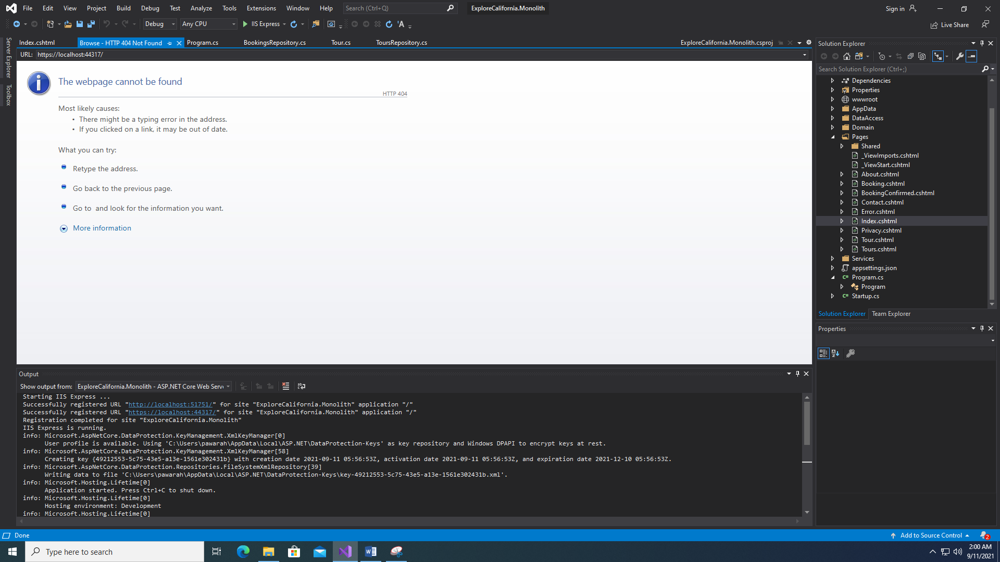 File Edit View Project Build Debug Test Analyze Tools Extensions Window Help Search (Ctrl+Q) ExploreCalifornia.Monolith Sign in
Debug Any CPU IIS Express Live Share
Server Explorer
Toolbox
Index.cshtml Browse - HTTP 404 Not Found Program.cs BookingsRepository.cs Tour.cs ToursRepository.cs ExploreCalifornia.Monolith.csproj
URL: https://localhost:44317/
The webpage cannot be found
HTTP 404
Most likely causes:
• There might be a typing error in the address.
• If you clicked on a link, it may be out of date.
What you can try:
Retype the address.
Go back to the previous page.
Go to  and look for the information you want.
More information
Solution Explorer
Search Solution Explorer (Ctrl+;)
Dependencies
Properties
wwwroot
AppData
DataAccess
Domain
Pages
Shared
_ViewImports.cshtml
_ViewStart.cshtml
About.cshtml
Booking.cshtml
BookingConfirmed.cshtml
Contact.cshtml
Error.cshtml
Index.cshtml
Privacy.cshtml
Tour.cshtml
Tours.cshtml
Services
appsettings.json
C# Program.cs
Program
C# Startup.cs
Solution Explorer Team Explorer
Properties
Output
Show output from: ExploreCalifornia.Monolith - ASP.NET Core Web Serv
Starting IIS Express ...
Successfully registered URL "http://localhost:51751/" for site "ExploreCalifornia.Monolith" application "/"
Successfully registered URL "https://localhost:44317/" for site "ExploreCalifornia.Monolith" application "/"
Registration completed for site "ExploreCalifornia.Monolith"
IIS Express is running.
info: Microsoft.AspNetCore.DataProtection.KeyManagement.XmlKeyManager[0]
User profile is available. Using 'C:\Users\pawarah\AppData\Local\ASP.NET\DataProtection-Keys' as key repository and Windows DPAPI to encrypt keys at rest.
info: Microsoft.AspNetCore.DataProtection.KeyManagement.XmlKeyManager[58]
Creating key {49212553-5c75-43e5-a13e-1561e302431b} with creation date 2021-09-11 05:56:53Z, activation date 2021-09-11 05:56:53Z, and expiration date 2021-12-10 05:56:53Z.
info: Microsoft.AspNetCore.DataProtection.Repositories.FileSystemXmlRepository[39]
Writing data to file 'C:\Users\pawarah\AppData\Local\ASP.NET\DataProtection-Keys\key-49212553-5c75-43e5-a13e-1561e302431b.xml'.
info: Microsoft.Hosting.Lifetime[0]
Application started. Press Ctrl+C to shut down.
info: Microsoft.Hosting.Lifetime[0]
Hosting environment: Development
info: Microsoft.Hosting.Lifetime[0]
Done Add to Source Control 2
Type here to search
2:00 AM
9/11/2021